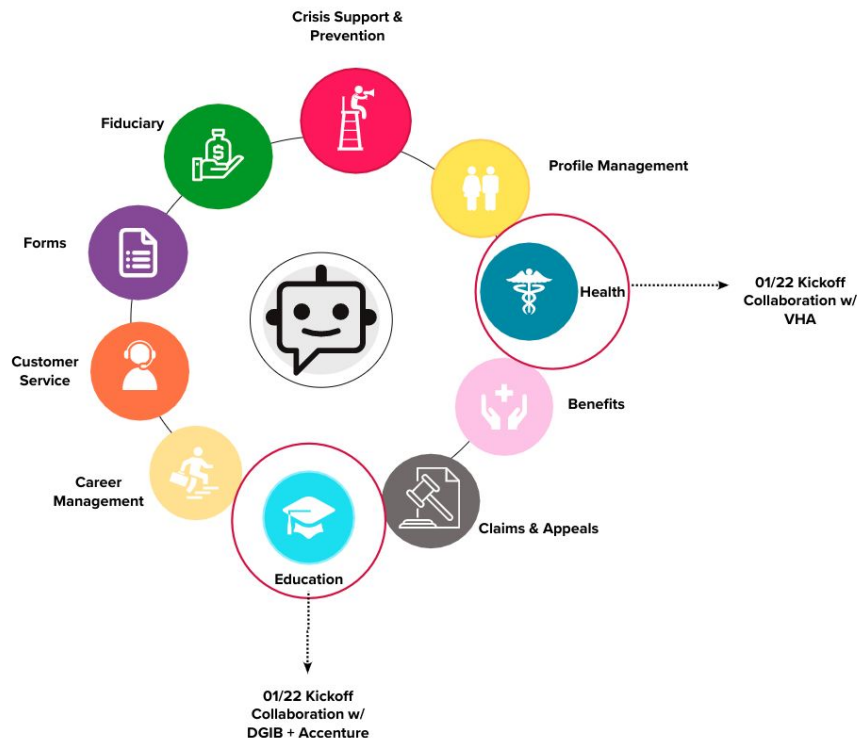 Crisis Support &
Prevention
Fiduciary
Profile Management
Forms
Health
01/22 Kickoff
Collaboration w/
VHA
Customer
Service
Benefits
Career
Management
Claims & Appeals
Education
01/22 Kickoff
Collaboration w/
DGIB + Accenture